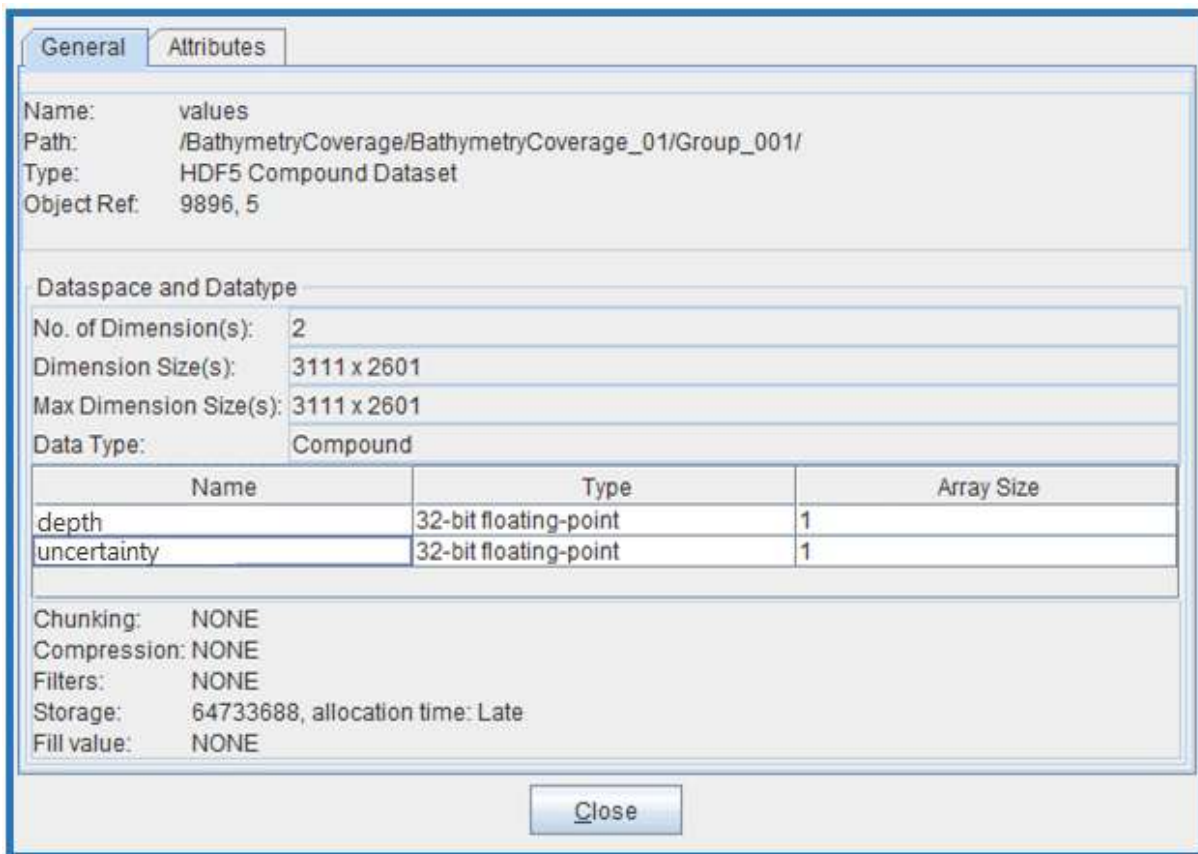 General Attributes
Name: values
Path: /BathymetryCoverage/BathymetryCoverage_01/Group_001/
Type: HDF5 Compound Dataset
Object Ref: 9896, 5
Dataspace and Datatype
No. of Dimension(s): 2
Dimension Size(s): 3111 x 2601
Max Dimension Size(s): 3111 x 2601
Data Type: Compound
Name Type Array Size
depth 32-bit floating-point 1
uncertainty 32-bit floating-point 1
Chunking: NONE
Compression: NONE
Filters: NONE
Storage: 64733688, allocation time: Late
Fill value: NONE
Close